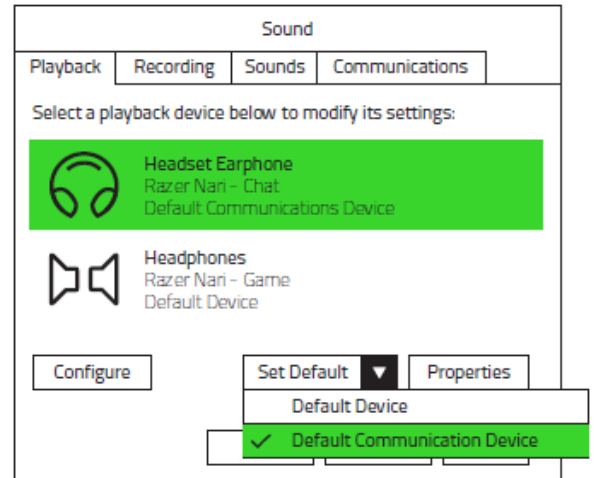 Sound
Playback Recording Sounds Communications
Select a playback device below to modify its settings:
Headset Earphone
Razer Nari - Chat
Default Communications Device
Headphones
Razer Nari - Game
Default Device
Configure Set Default Properties
Default Device
Default Communication Device